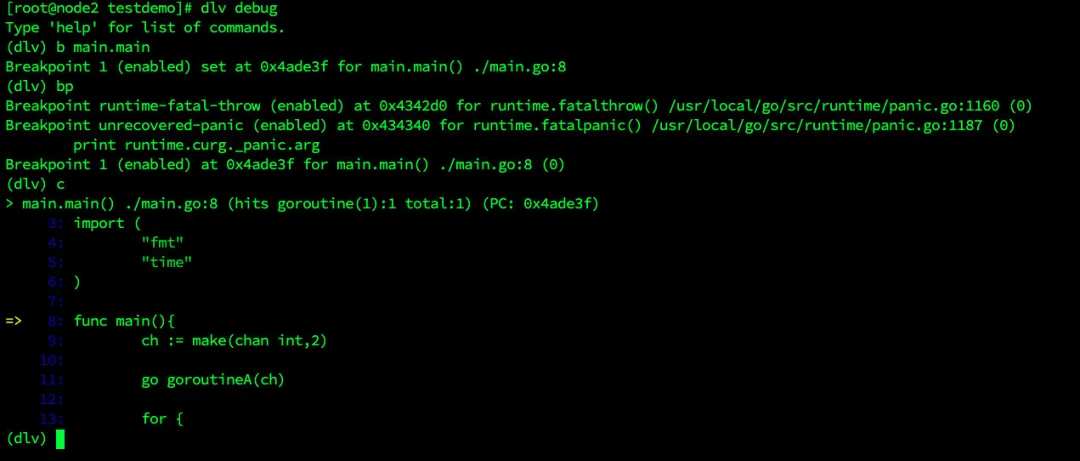 [root@node2 testdemo]# dlv debug
Type 'help' for list of commands.
(dlv) b main.main
Breakpoint 1 (enabled) set at 0x4ade3f for main.main() ./main.go:8
(dlv) bp
Breakpoint runtime-fatal-throw (enabled) at 0x4342d0 for runtime.fatalthrow() /usr/local/go/src/runtime/panic.go:1160 (0)
Breakpoint unrecovered-panic (enabled) at 0x434340 for runtime.fatalpanic() /usr/local/go/src/runtime/panic.go:1187 (0)
        print runtime.curg._panic.arg
Breakpoint 1 (enabled) at 0x4ade3f for main.main() ./main.go:8 (0)
(dlv) c
> main.main() ./main.go:8 (hits goroutine(1):1 total:1) (PC: 0x4ade3f)
     3: import (
     4:         "fmt"
     5:         "time"
     6: )
     7:
=>   8: func main(){
     9:         ch := make(chan int,2)
    10:
    11:         go goroutineA(ch)
    12:
    13:         for {
(dlv)